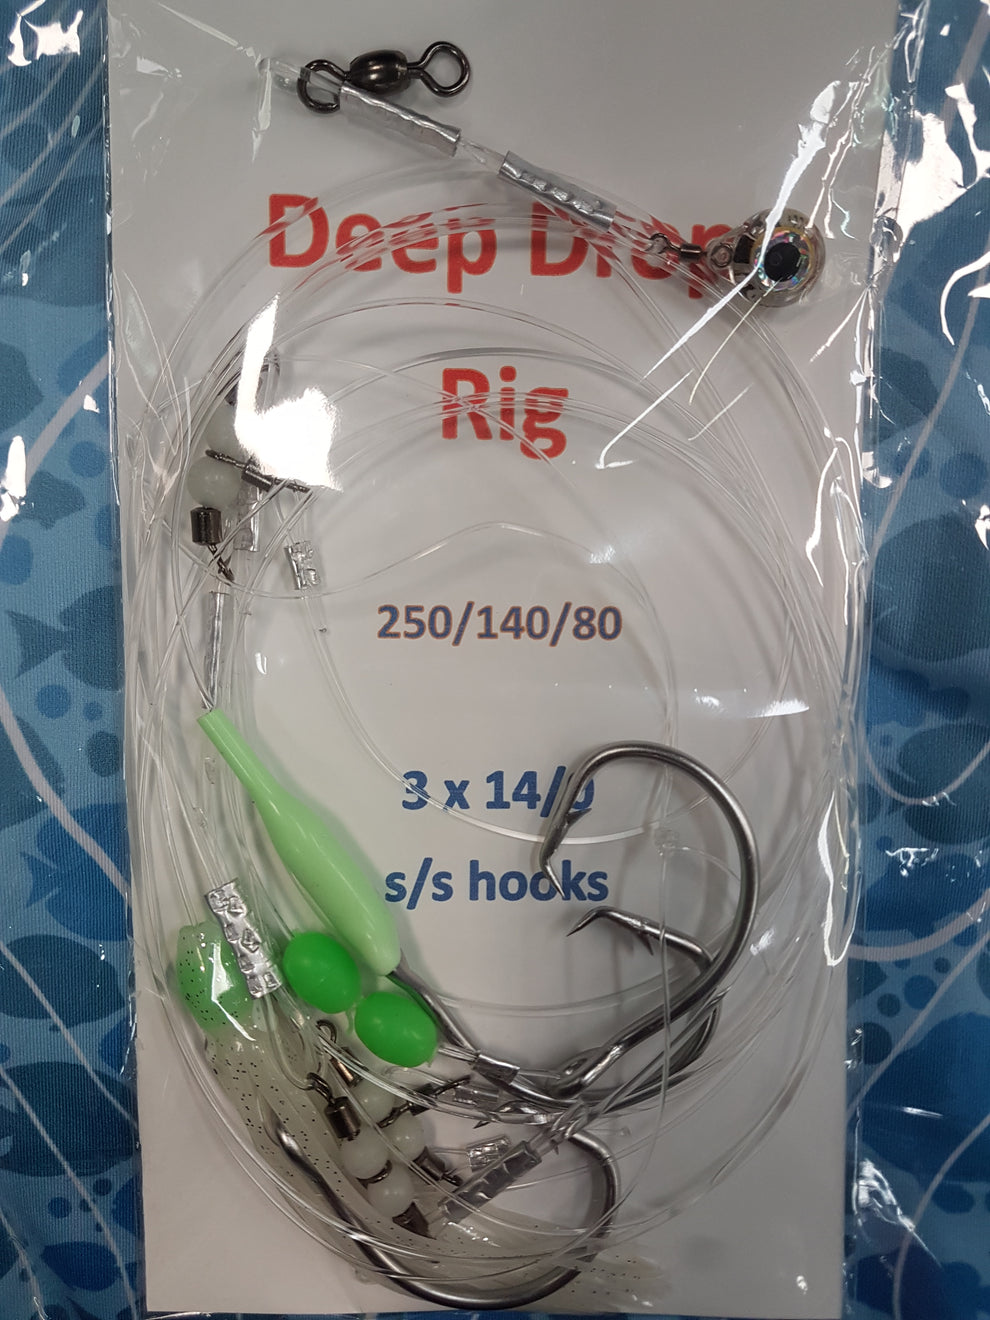 Deep Drop
Rig
250/140/80
3 x 14/0
s/s hooks